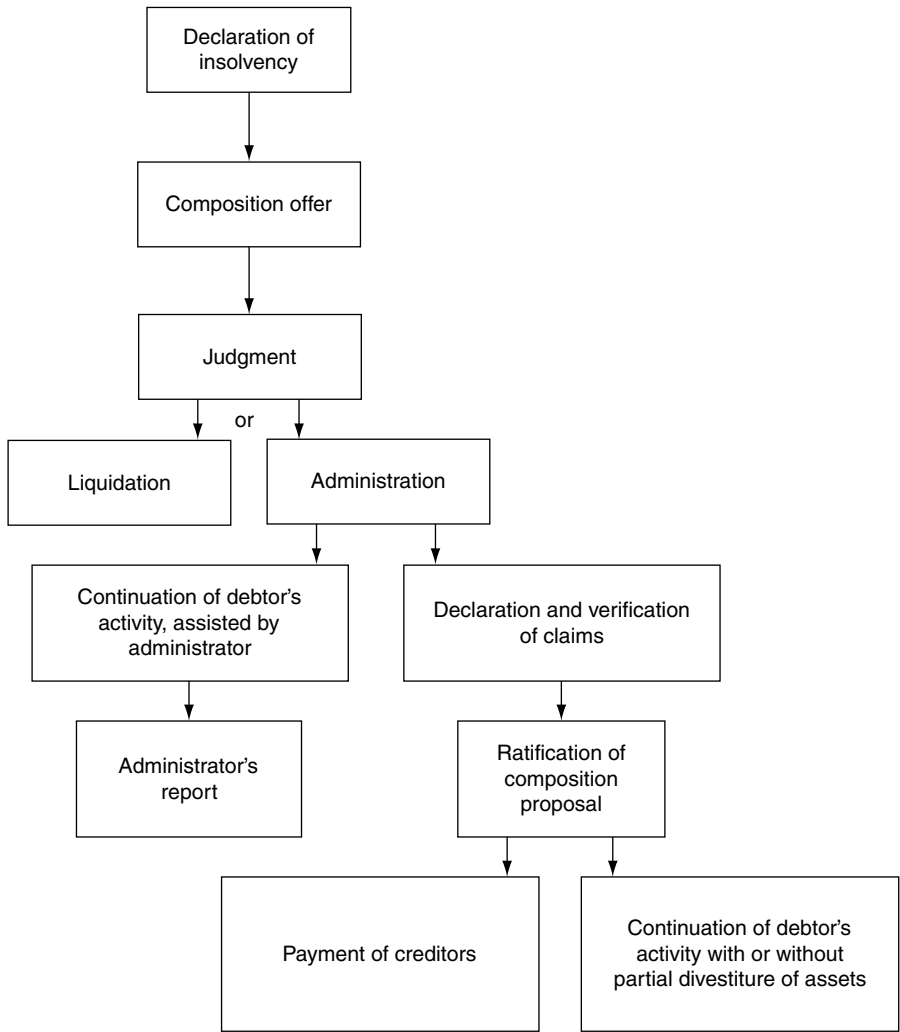 Declaration of
insolvency
Composition offer
Judgment
or
Liquidation
Administration
Continuation of debtor’s
activity, assisted by
administrator
Declaration and verification
of claims
Administrator’s
report
Ratification of
composition
proposal
Payment of creditors
Continuation of debtor’s
activity with or without
partial divestiture of assets